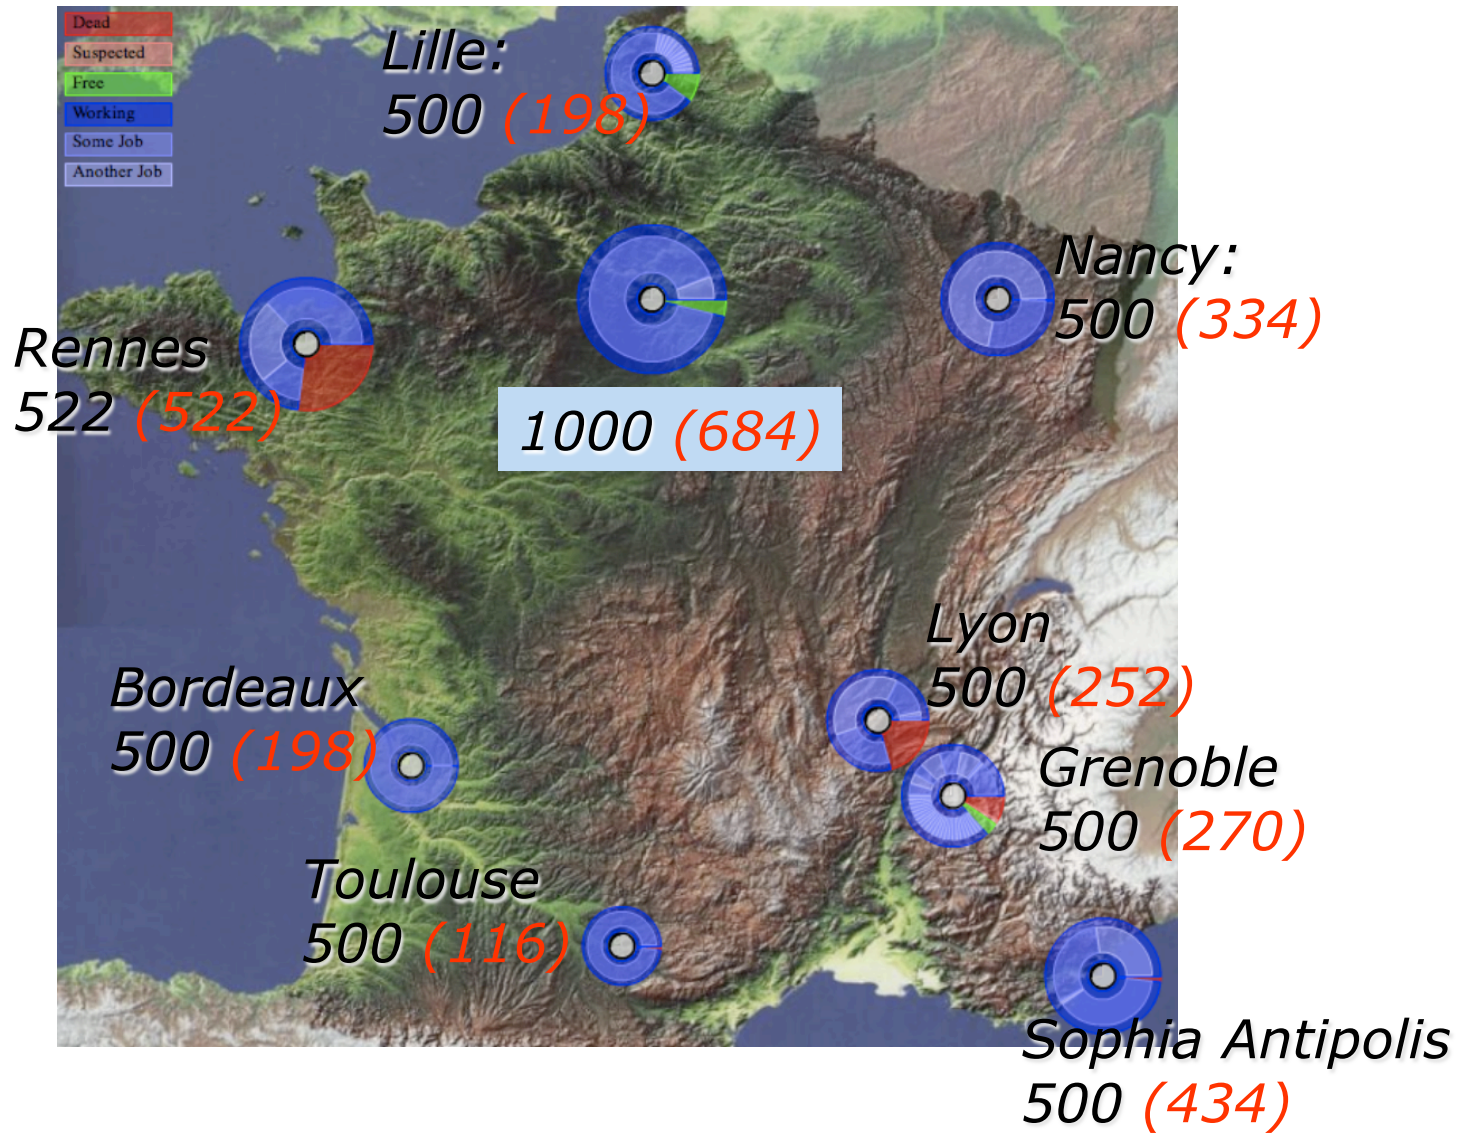 Dead
Suspected
Free
Working
Some Job
Another Job
Lille:
500 (198)
Nancy:
500 (334)
Rennes
522 (522)
1000 (684)
Lyon
500 (252)
Bordeaux
500 (198)
Grenoble
500 (270)
Toulouse
500 (116)
Sophia Antipolis
500 (434)